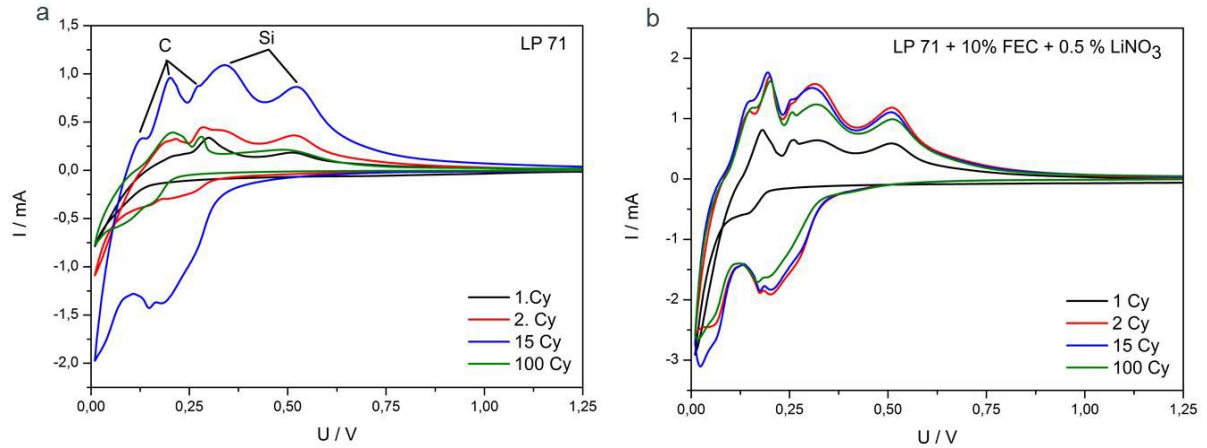 a
C
Si
LP 71
1,5
1,0
0,5
0,0
-0,5
-1,0
-1,5
-2,0
I / mA
1.Cy
2. Cy
15 Cy
100 Cy
0,00 0,25 0,50 0,75 1,00 1,25
U / V
b
LP 71 + 10% FEC + 0.5 % LiNO₃
2
1
0
-1
-2
-3
I / mA
1 Cy
2 Cy
15 Cy
100 Cy
0,00 0,25 0,50 0,75 1,00 1,25
U / V